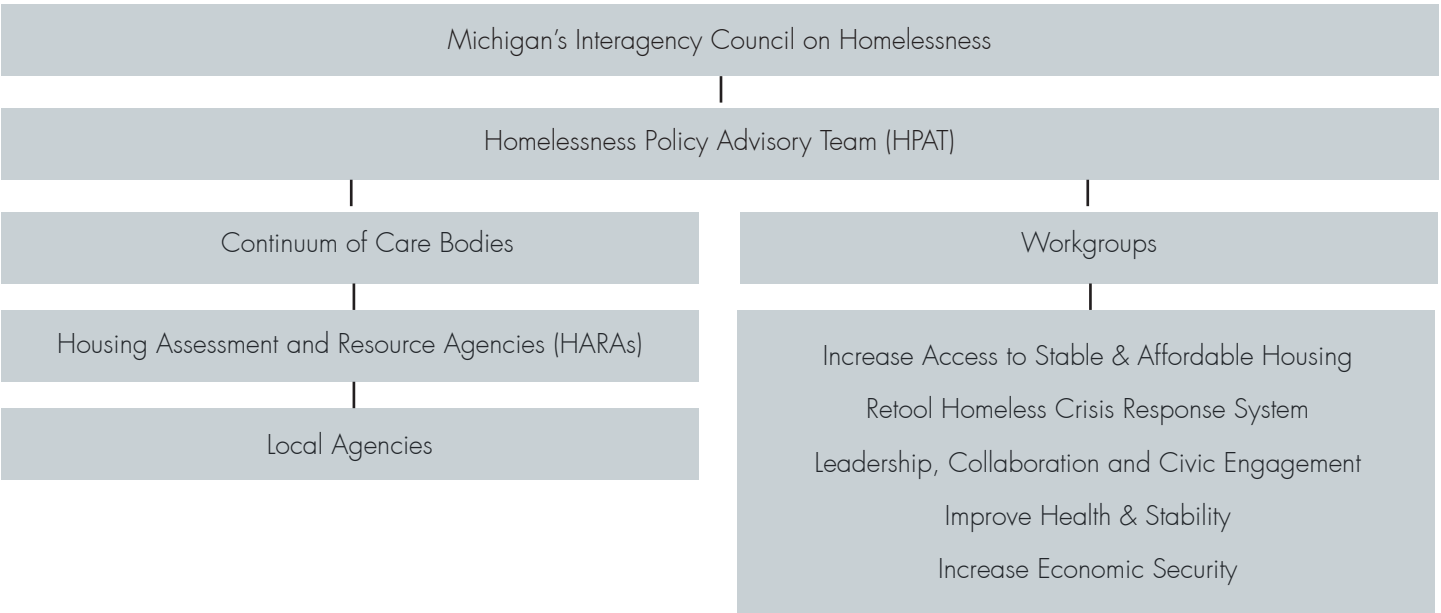 Michigan’s Interagency Council on Homelessness
Homelessness Policy Advisory Team (HPAT)
Continuum of Care Bodies
Housing Assessment and Resource Agencies (HARAs)
Local Agencies
Workgroups
Increase Access to Stable & Affordable Housing
Retool Homeless Crisis Response System
Leadership, Collaboration and Civic Engagement
Improve Health & Stability
Increase Economic Security